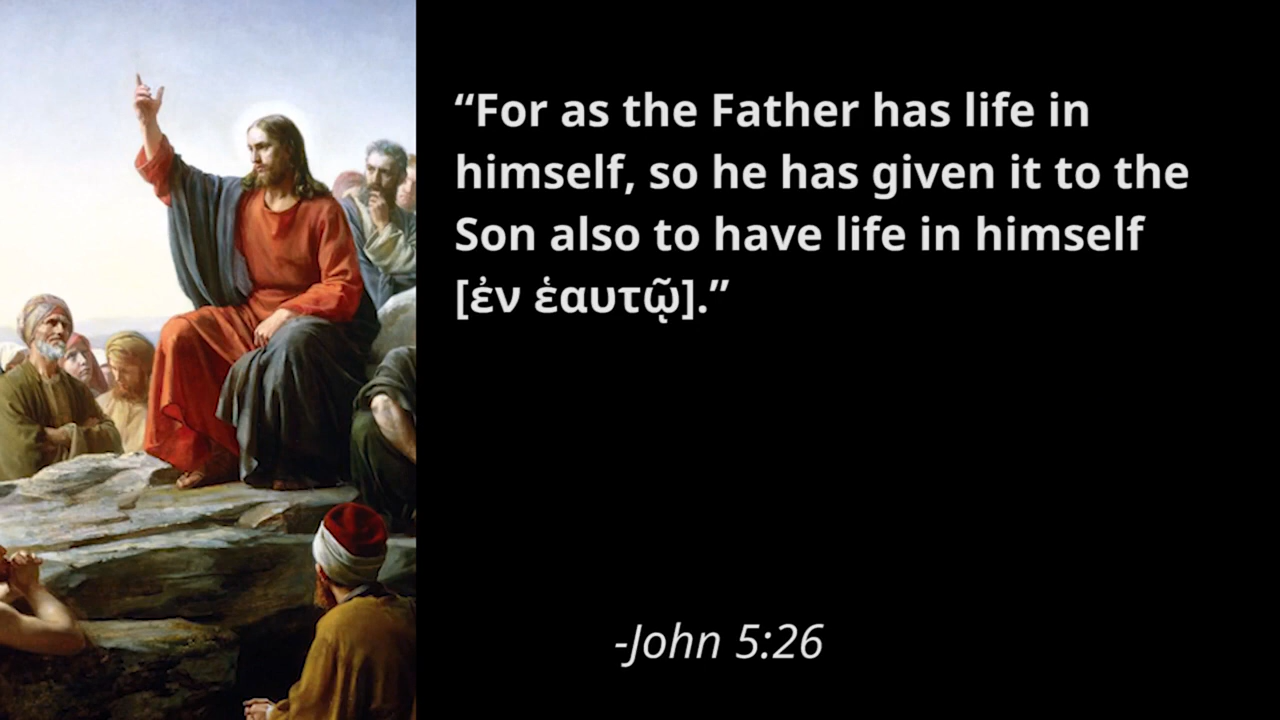 “For as the Father has life in
himself, so he has given it to the
Son also to have life in himself
[ἐν ἑαυτῷ].”
-John 5:26